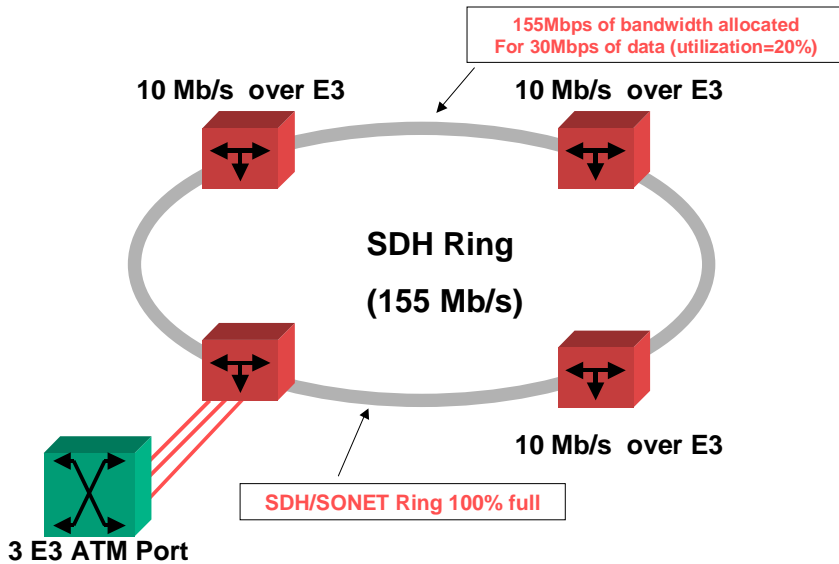 155Mbps of bandwidth allocated
For 30Mbps of data (utilization=20%)
10 Mb/s over E3
10 Mb/s over E3
SDH Ring
(155 Mb/s)
10 Mb/s over E3
SDH/SONET Ring 100% full
3 E3 ATM Port